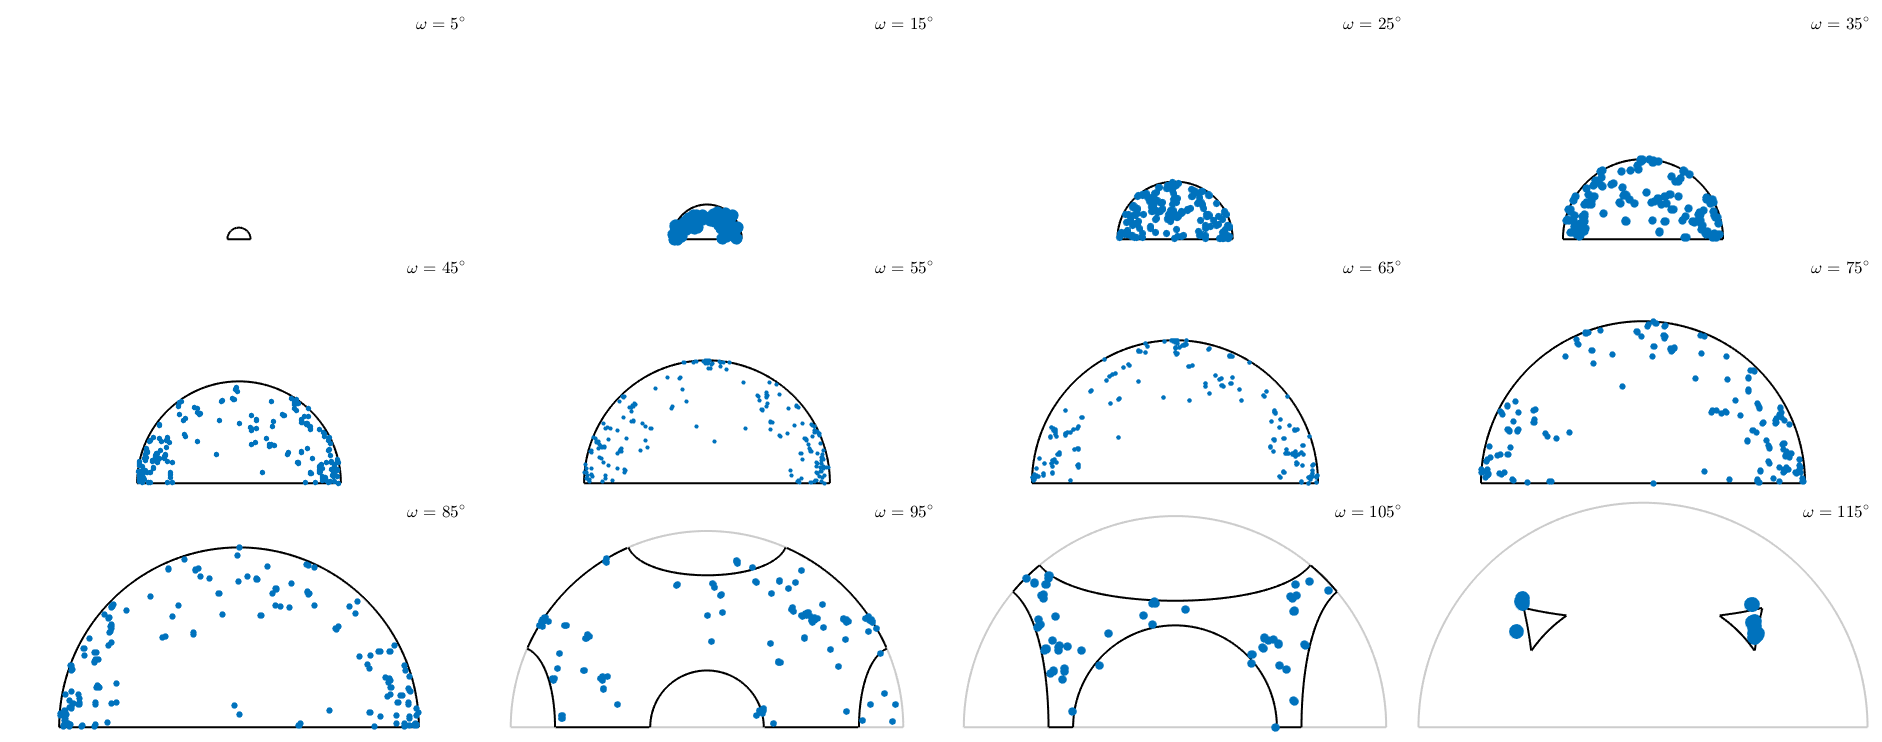 ω = 5°
ω = 15°
ω = 25°
ω = 35°
ω = 45°
ω = 55°
ω = 65°
ω = 75°
ω = 85°
ω = 95°
ω = 105°
ω = 115°